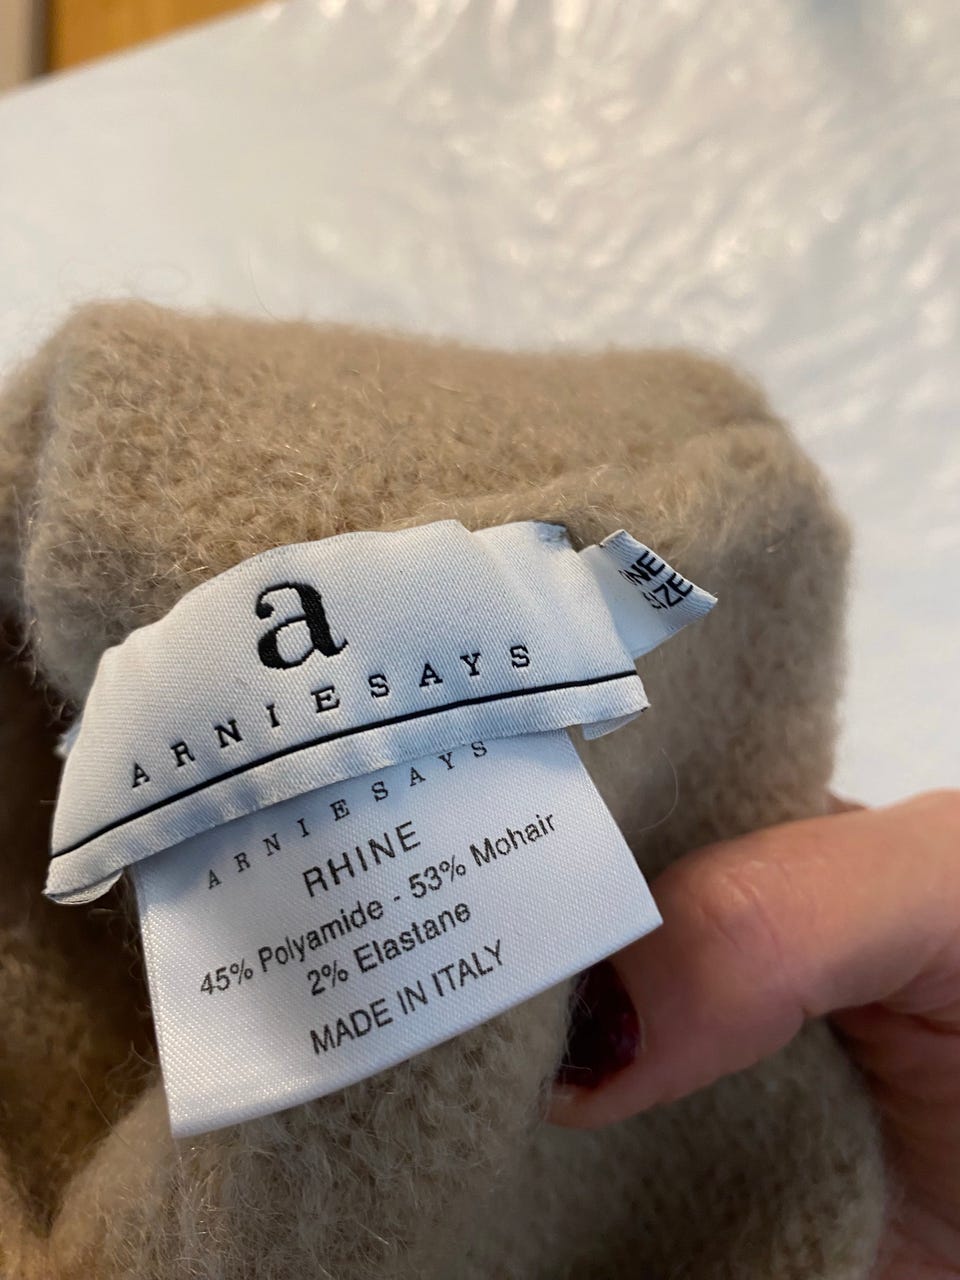 a
ARNIESAYS
ONE
SIZE
ARNIESAYS
RHINE
45% Polyamide - 53% Mohair
2% Elastane
MADE IN ITALY